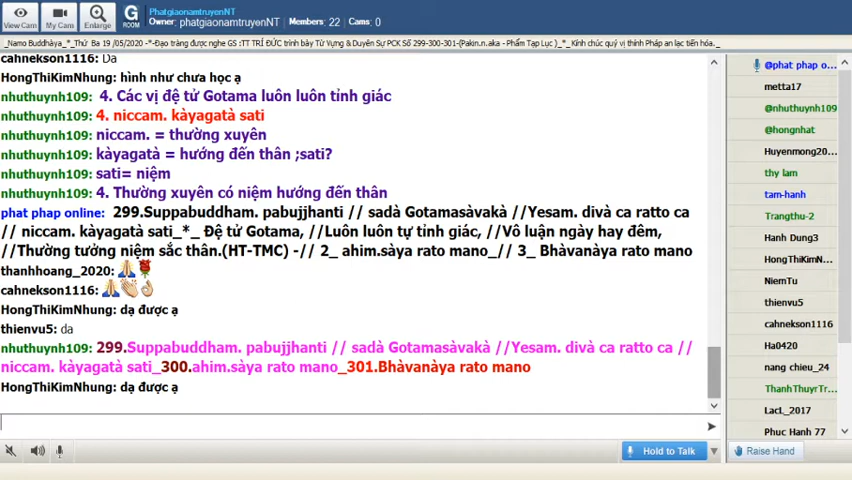 View Cam
My Cam
Enlarge
G
ROOM
PhatgiaonamtruyenNT
Owner: phatgiaonamtruyenNT Members: 22 Cams: 0
_Namo Buddhàya_*_Thứ Ba 19 /05/2020 -*-Đạo tràng được nghe GS :TT TRÍ ĐỨC trình bày Từ Vựng & Duyên Sự PCK Số 299-300-301-(Pakin.n.aka - Phẩm Tạp Lục )_*_ Kính chúc quý vị thính Pháp an lạc tiến hóa._
cahnekson1116: Dạ
HongThiKimNhung: hình như chưa học ạ
nhuthuynh109: 4. Các vị đệ tử Gotama luôn luôn tỉnh giác
nhuthuynh109: 4. niccam. kàyagatà sati
nhuthuynh109: niccam. = thường xuyên
nhuthuynh109: kàyagatà = hướng đến thân ;sati?
nhuthuynh109: sati= niệm
nhuthuynh109: 4. Thường xuyên có niệm hướng đến thân
phat phap online: 299.Suppabuddham. pabujjhanti // sadà Gotamasàvakà //Yesam. divà ca ratto ca
// niccam. kàyagatà sati_*_ Đệ tử Gotama, //Luôn luôn tự tỉnh giác, //Vô luận ngày hay đêm,
//Thường tưởng niệm sắc thân.(HT-TMC) -// 2_ ahim.sàya rato mano_// 3_ Bhàvanàya rato mano
thanhhoang_2020: 🙏🌹
cahnekson1116: 🙏👏👌
HongThiKimNhung: dạ được ạ
thienvu5: da
nhuthuynh109: 299.Suppabuddham. pabujjhanti // sadà Gotamasàvakà //Yesam. divà ca ratto ca //
niccam. kàyagatà sati_300.ahim.sàya rato mano_301.Bhàvanàya rato mano
HongThiKimNhung: dạ được ạ
Hold to Talk
@phat phap o...
metta17
@nhuthuynh109
@hongnhat
Huyenmong20...
thy lam
tam-hanh
Trangthu-2
Hanh Dung3
HongThiKimN...
NiemTu
thienvu5
cahnekson1116
Ha0420
nang chieu_24
ThanhThuyrTr...
LacL_2017
Phuc Hanh 77
Raise Hand